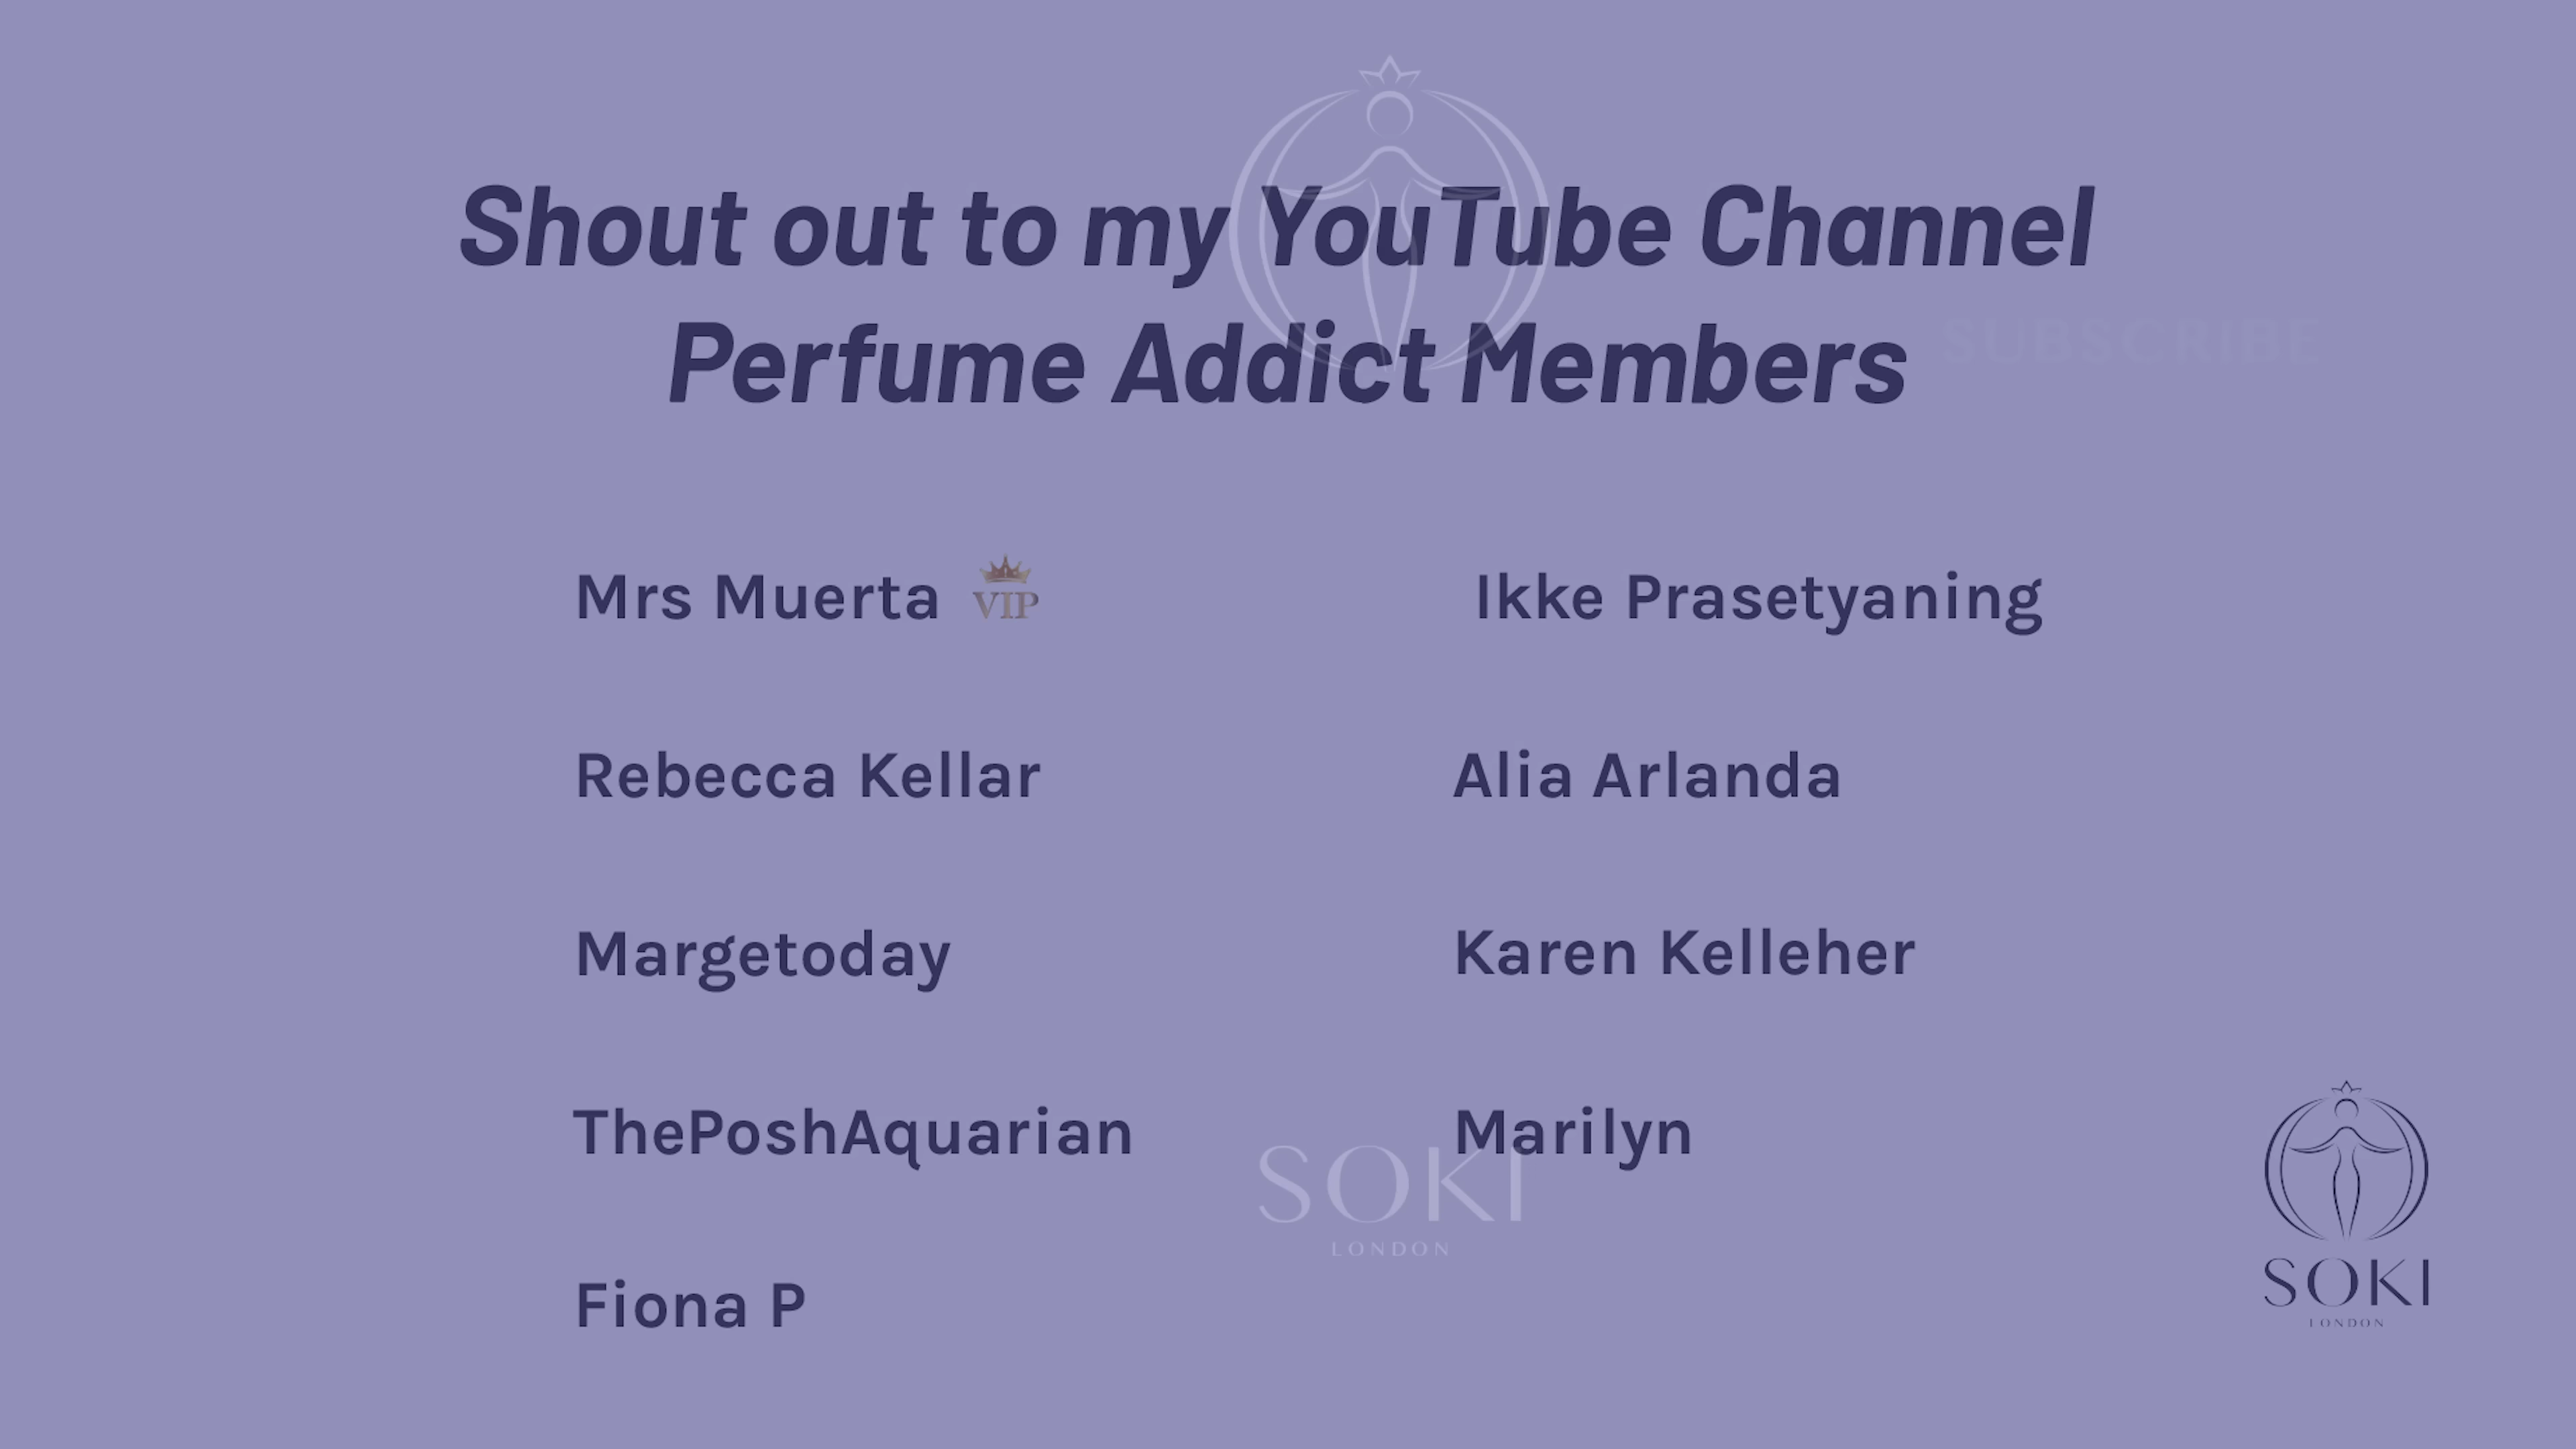 Shout out to my YouTube Channel
Perfume Addict Members
SUBSCRIBE
Mrs Muerta VIP
Ikke Prasetyaning
Rebecca Kellar
Alia Arlanda
Margetoday
Karen Kelleher
ThePoshAquarian
Marilyn
SOKI
LONDON
Fiona P
SOKI
LONDON